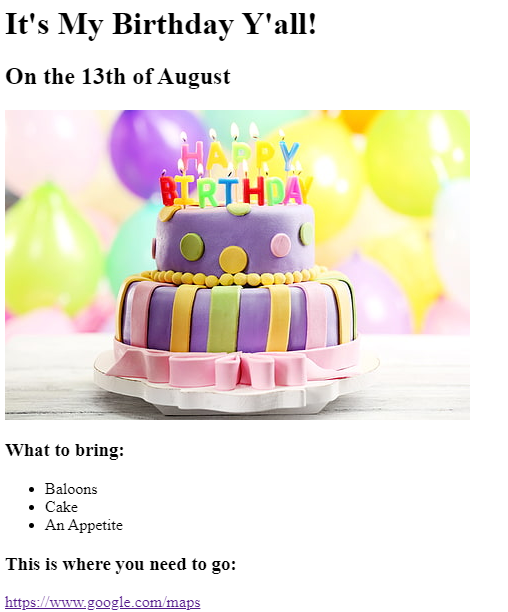 It's My Birthday Y'all!
On the 13th of August
HAPPY
BIRTHDAY
What to bring:
Baloons
Cake
An Appetite
This is where you need to go:
https://www.google.com/maps